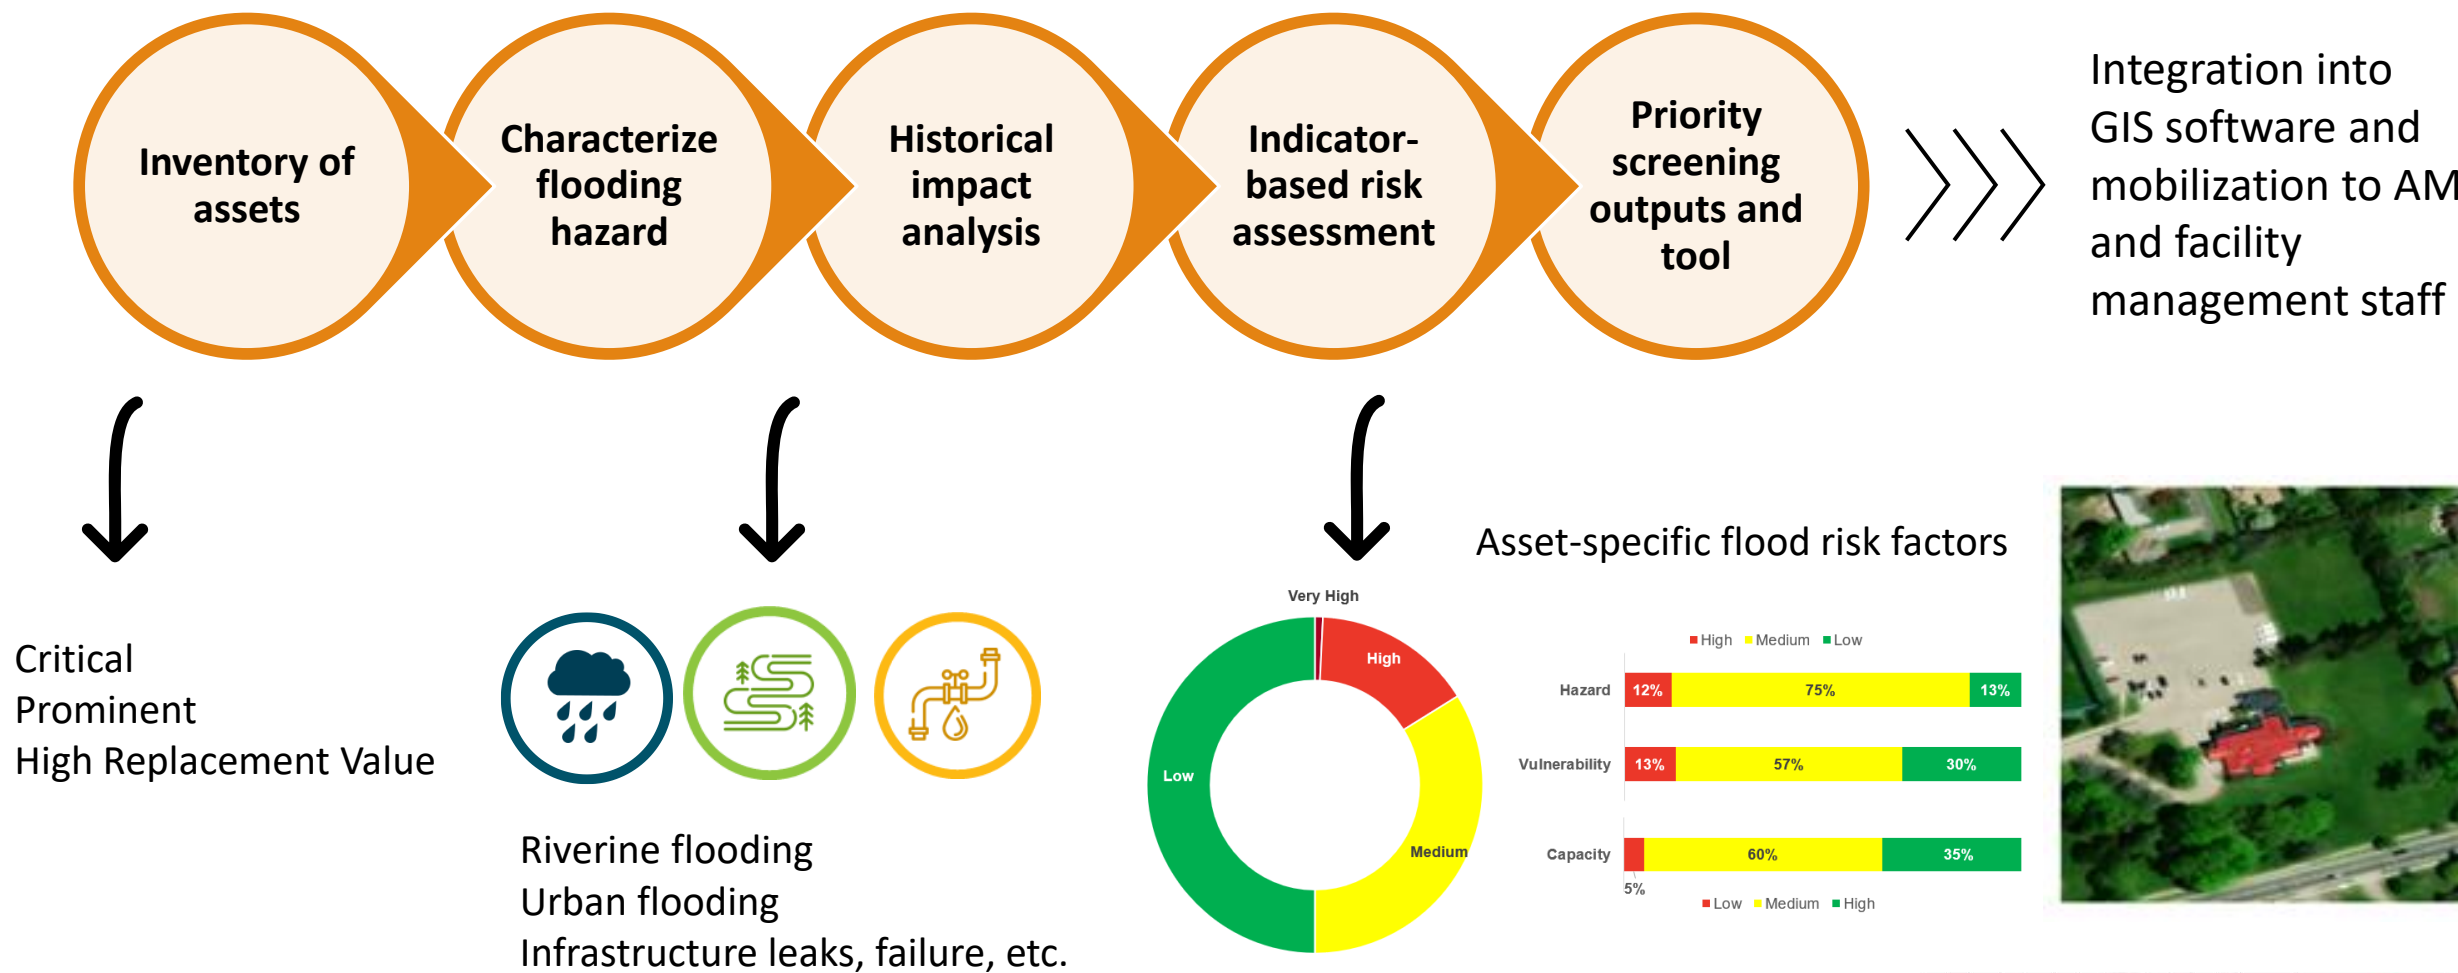 Inventory of
assets
Characterize
flooding
hazard
Historical
impact
analysis
Indicator-
based risk
assessment
Priority
screening
outputs and
tool
Integration into
GIS software and
mobilization to AM
and facility
management staff
Critical
Prominent
High Replacement Value
Riverine flooding
Urban flooding
Infrastructure leaks, failure, etc.
Very High
High
Medium
Low
Asset-specific flood risk factors
High Medium Low
Hazard 12% 75% 13%
Vulnerability 13% 57% 30%
Capacity 60% 35%
5%
Low Medium High